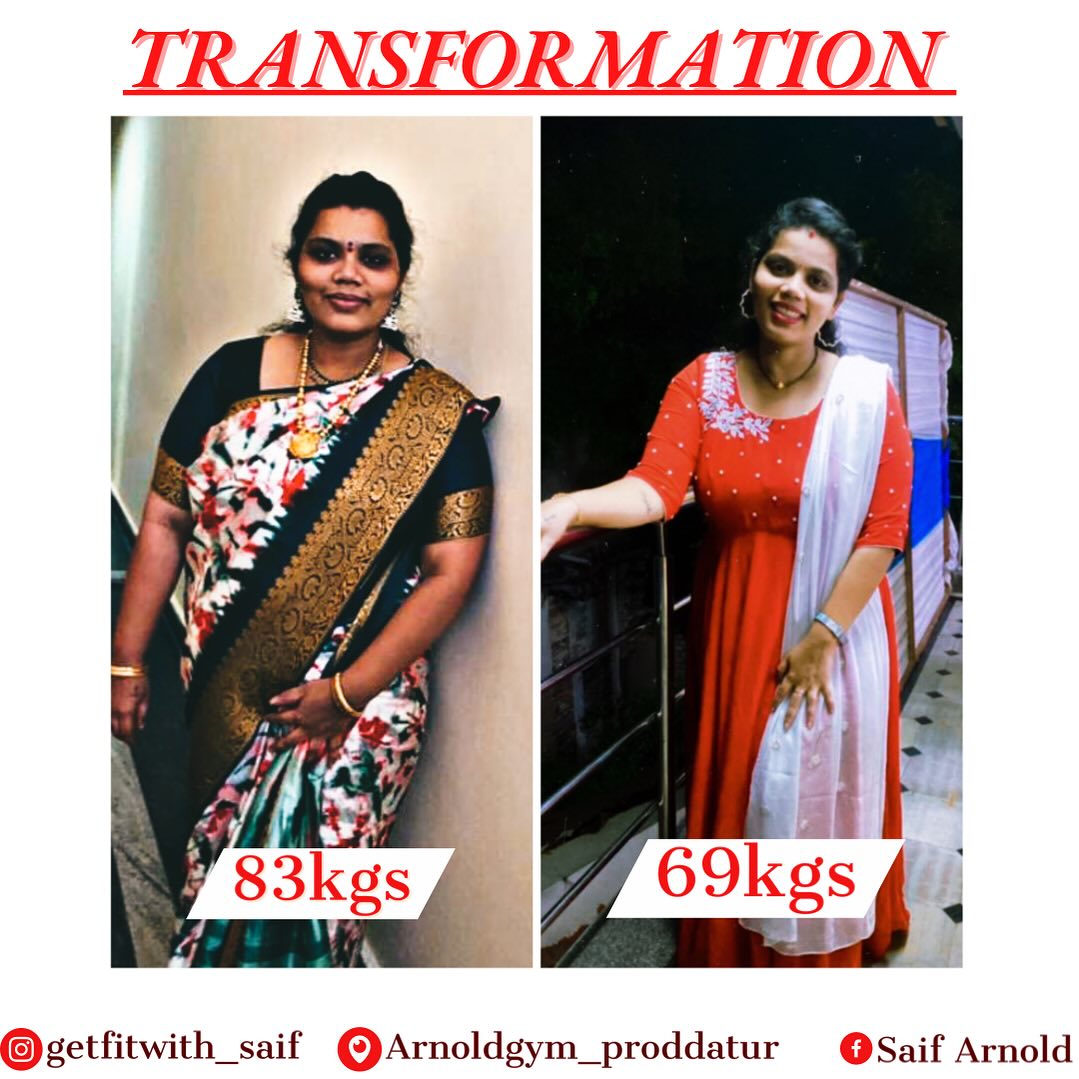 TRANSFORMATION
83kgs
69kgs
getfitwith_saif
Arnoldgym_proddatur
Saif Arnold